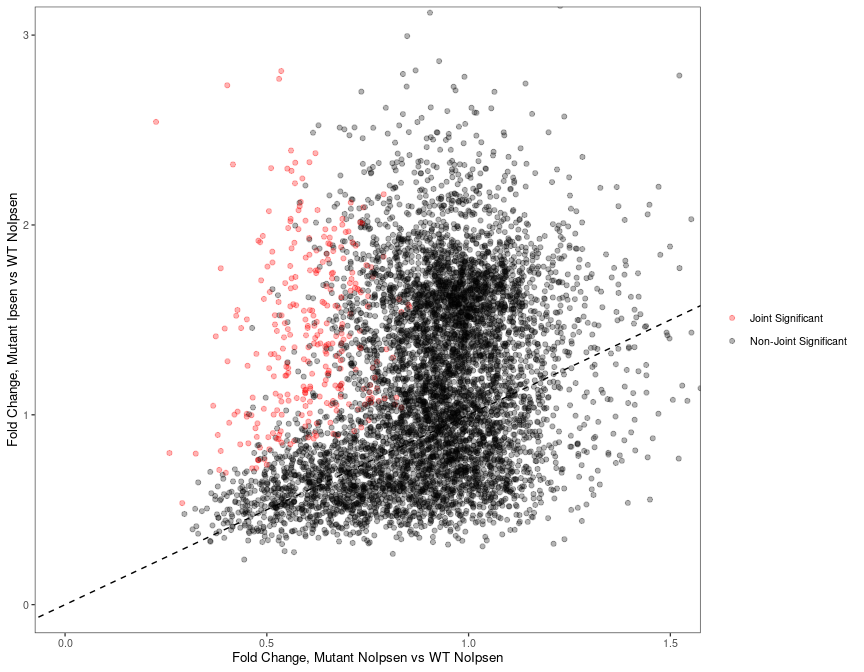 3
2
1
0
0.0
0.5
1.0
1.5
Fold Change, Mutant Ipsen vs WT NoIpsen
Fold Change, Mutant NoIpsen vs WT NoIpsen
Joint Significant
Non-Joint Significant